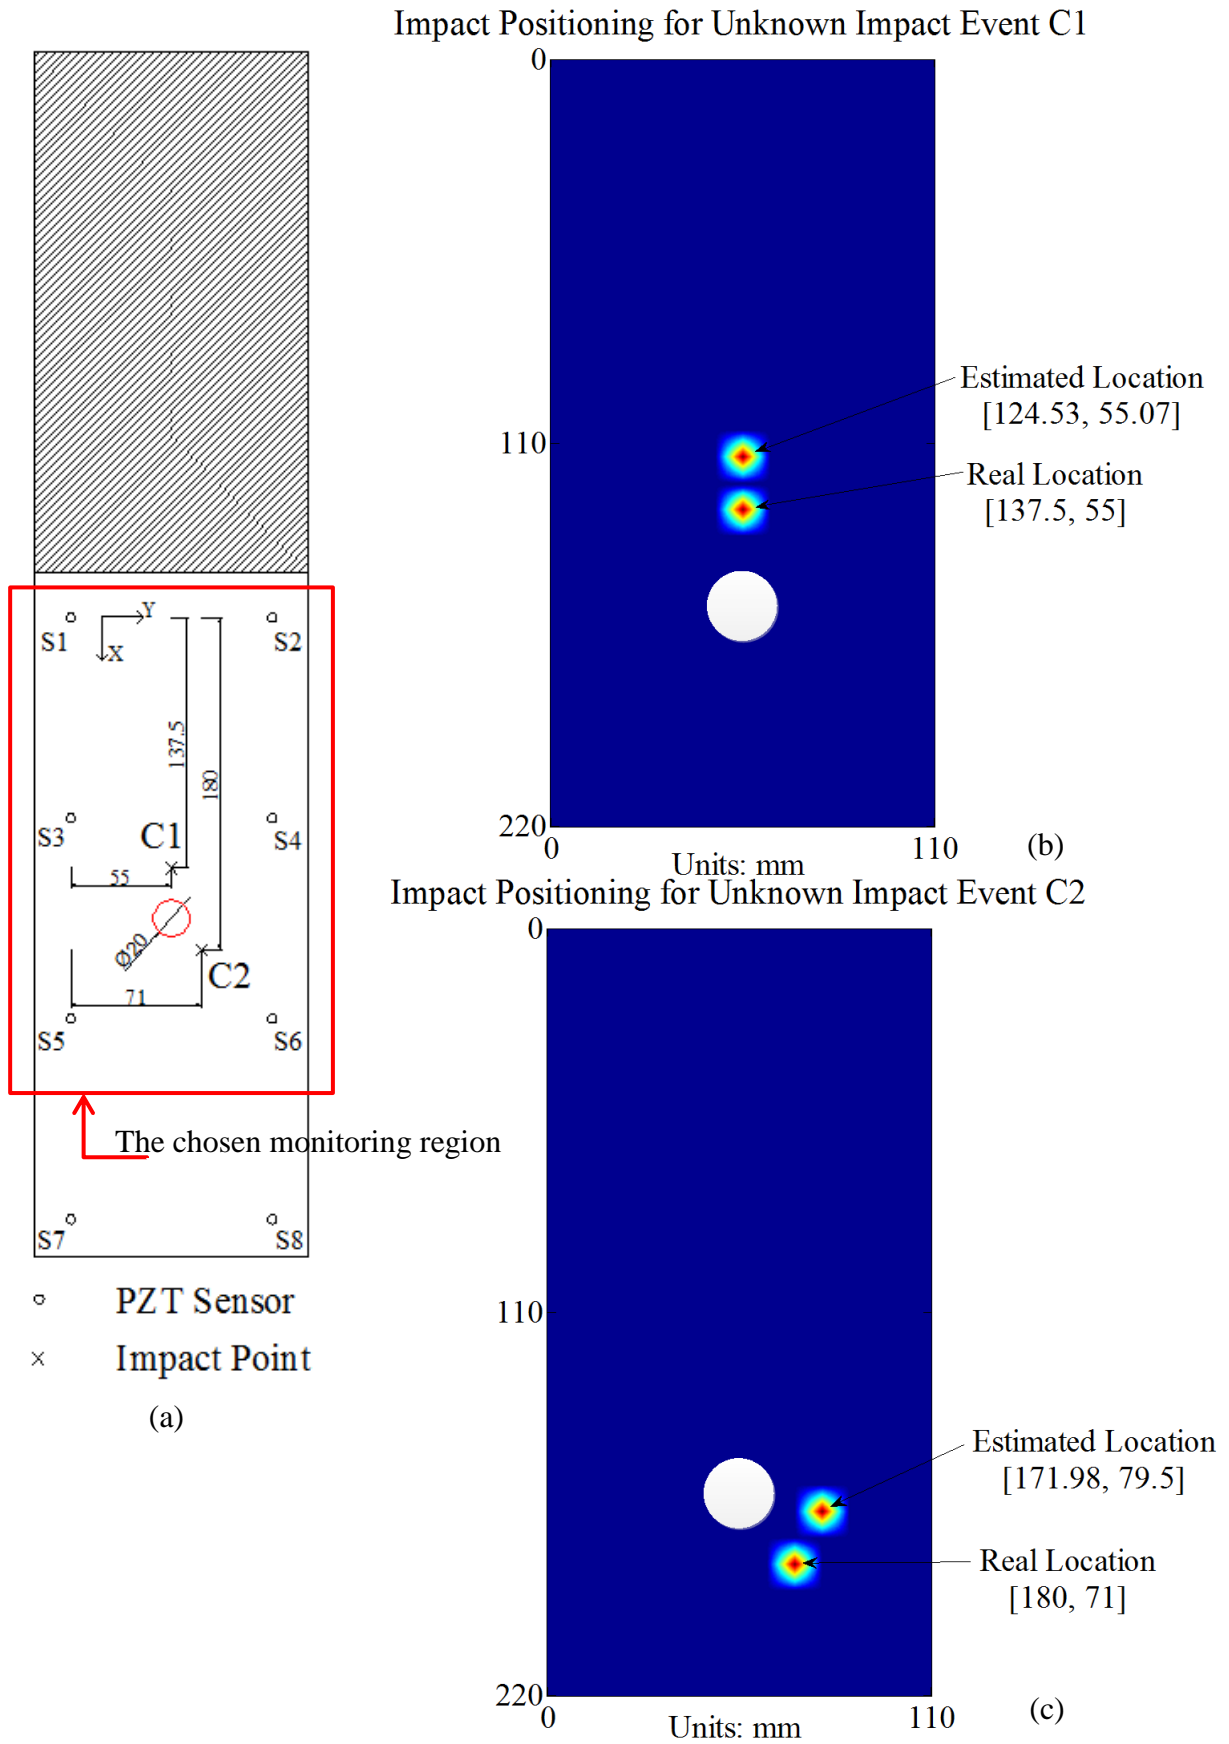 Impact Positioning for Unknown Impact Event C1
0
Estimated Location
[124.53, 55.07]
110
Real Location
[137.5, 55]
220
0
110
Units: mm
(b)
Y
X
S1
S2
137.5
180
S3
C1
S4
55
Ø20
C2
71
S5
S6
The chosen monitoring region
S7
S8
PZT Sensor
Impact Point
(a)
Impact Positioning for Unknown Impact Event C2
0
110
Estimated Location
[171.98, 79.5]
Real Location
[180, 71]
220
0
110
Units: mm
(c)